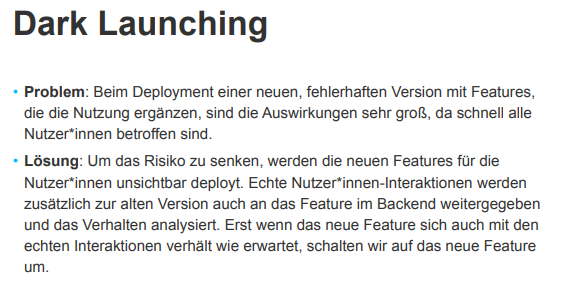 Dark Launching
• Problem: Beim Deployment einer neuen, fehlerhaften Version mit Features,
die die Nutzung ergänzen, sind die Auswirkungen sehr groß, da schnell alle
Nutzer*innen betroffen sind.
• Lösung: Um das Risiko zu senken, werden die neuen Features für die
Nutzer*innen unsichtbar deployt. Echte Nutzer*innen-Interaktionen werden
zusätzlich zur alten Version auch an das Feature im Backend weitergegeben
und das Verhalten analysiert. Erst wenn das neue Feature sich auch mit den
echten Interaktionen verhält wie erwartet, schalten wir auf das neue Feature
um.